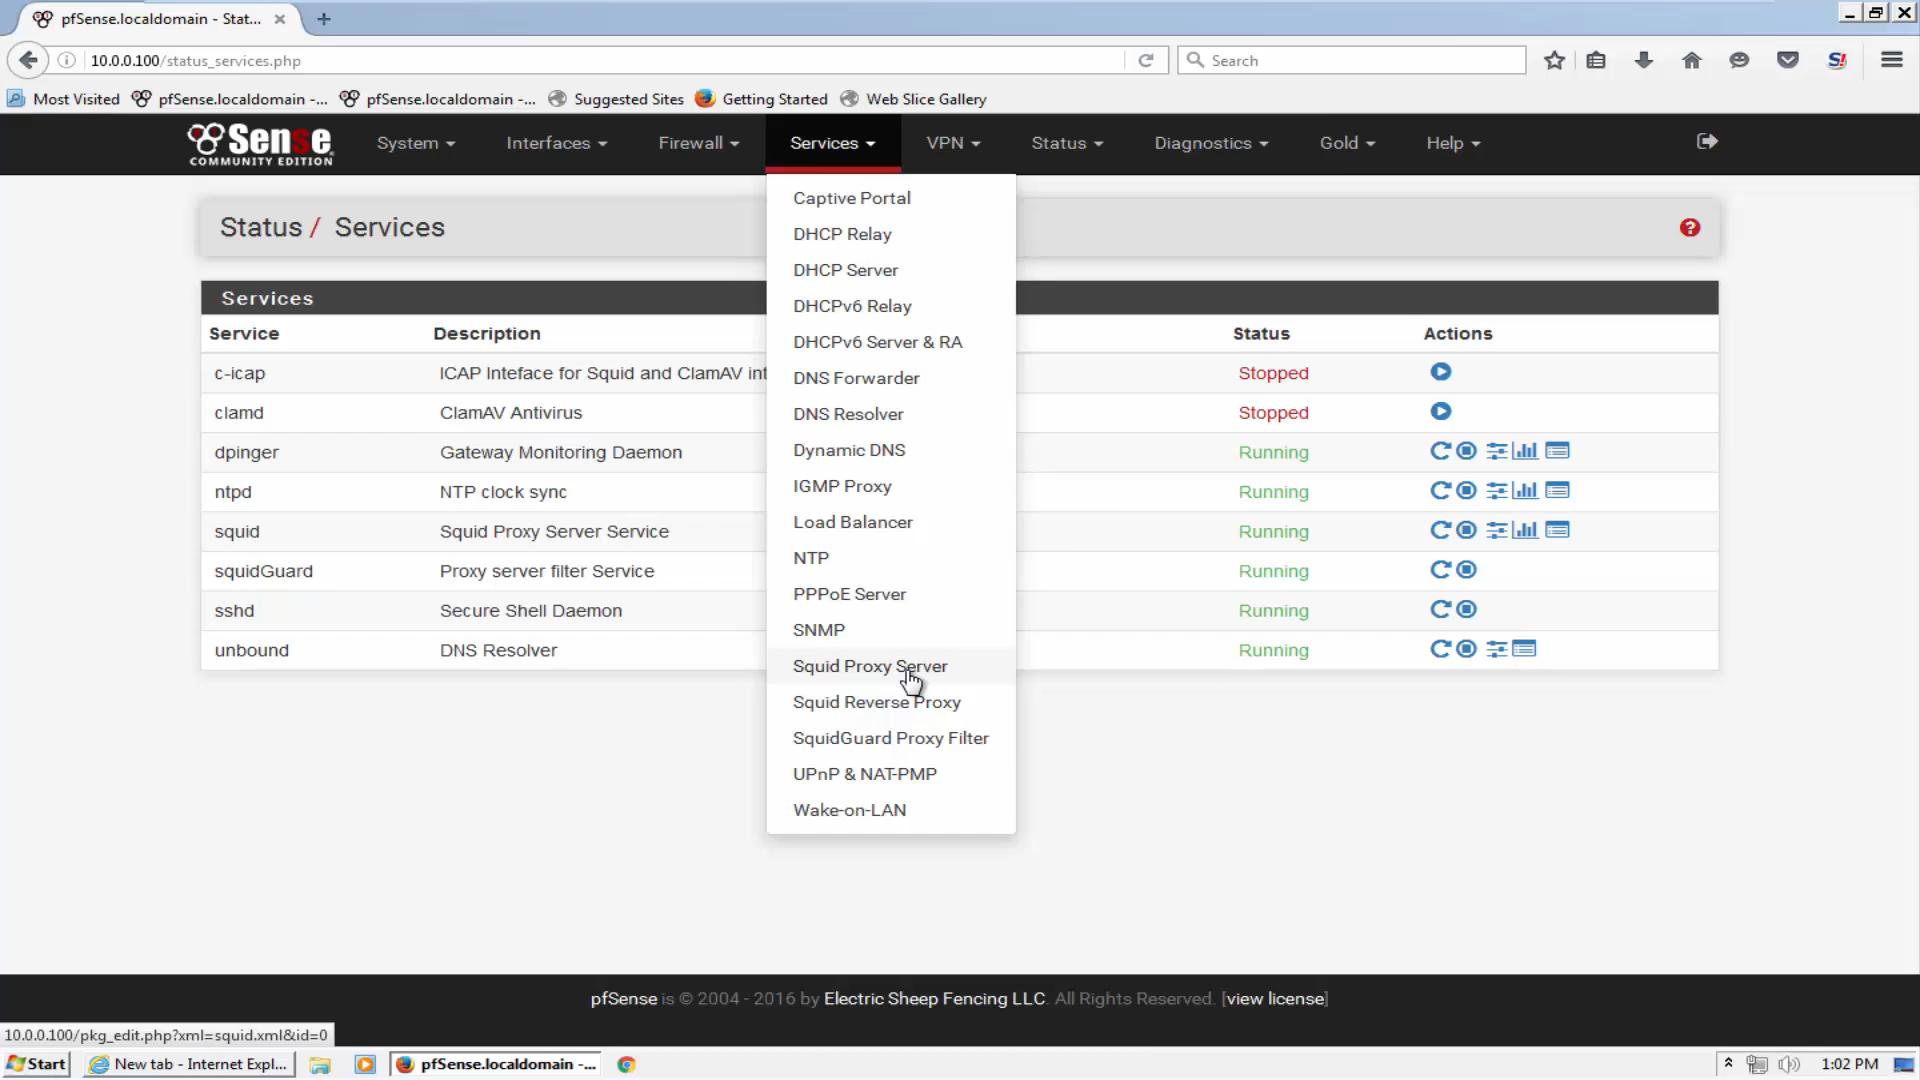 pfSense.localdomain - Stat...
10.0.0.100/status_services.php
Search
Most Visited
pfSense.localdomain -...
pfSense.localdomain -...
Suggested Sites
Getting Started
Web Slice Gallery
Sense
COMMUNITY EDITION
System
Interfaces
Firewall
Services
VPN
Status
Diagnostics
Gold
Help
Status / Services
Captive Portal
DHCP Relay
DHCP Server
DHCPv6 Relay
DHCPv6 Server & RA
DNS Forwarder
DNS Resolver
Dynamic DNS
IGMP Proxy
Load Balancer
NTP
PPPoE Server
SNMP
Squid Proxy Server
Squid Reverse Proxy
SquidGuard Proxy Filter
UPnP & NAT-PMP
Wake-on-LAN
Services
Service Description Status Actions
c-icap ICAP Inteface for Squid and ClamAV int Stopped
clamd ClamAV Antivirus Stopped
dpinger Gateway Monitoring Daemon Running
ntpd NTP clock sync Running
squid Squid Proxy Server Service Running
squidGuard Proxy server filter Service Running
sshd Secure Shell Daemon Running
unbound DNS Resolver Running
pfSense is © 2004 - 2016 by Electric Sheep Fencing LLC. All Rights Reserved. [view license]
10.0.0.100/pkg_edit.php?xml=squid.xml&id=0
Start
New tab - Internet Expl...
pfSense.localdomain -...
1:02 PM